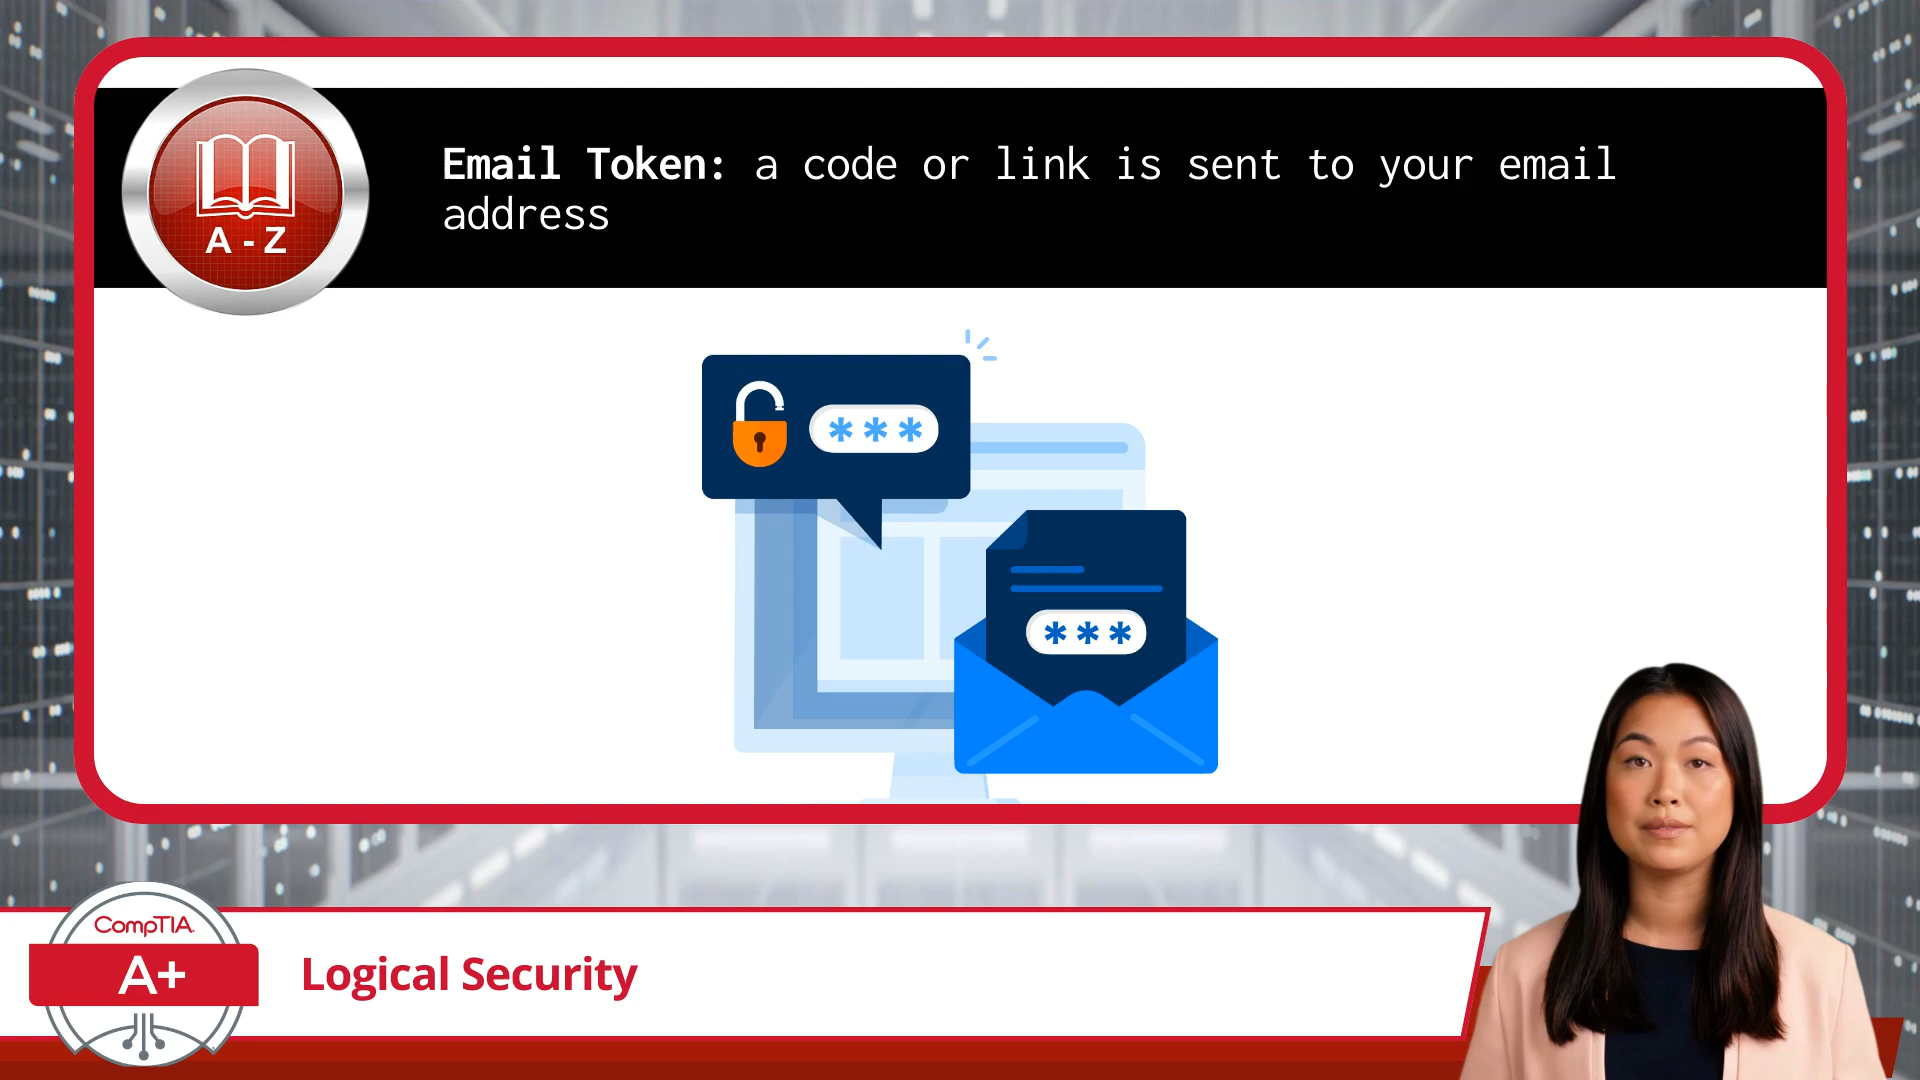 Email Token: a code or link is sent to your email
address
A - Z
***
***
CompTIA.
A+
Logical Security